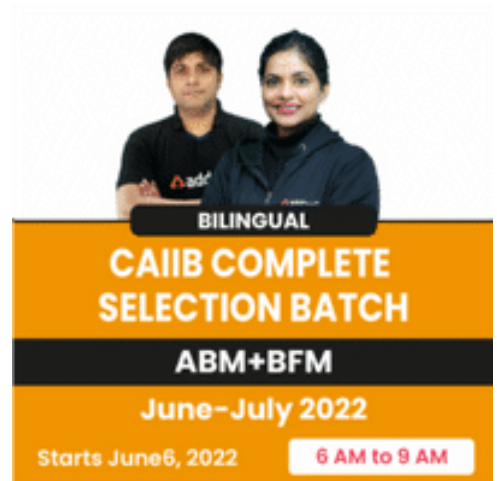 BILINGUAL
CAIIB COMPLETE
SELECTION BATCH
ABM+BFM
June-July 2022
Starts June6, 2022
6 AM to 9 AM